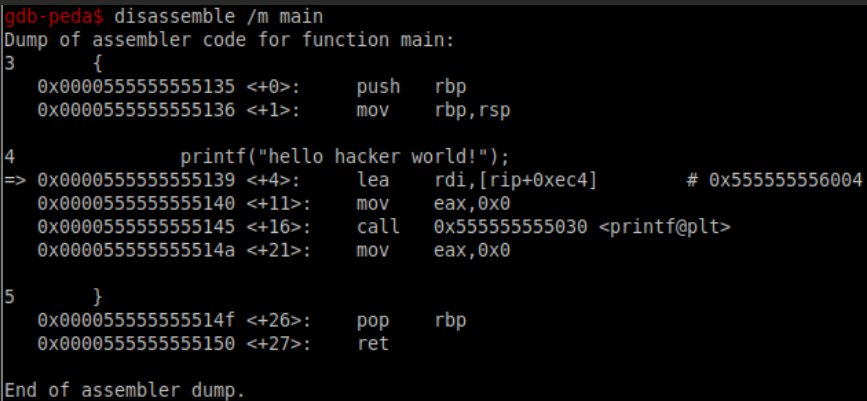 gdb-peda$ disassemble /m main
Dump of assembler code for function main:
3       {
   0x0000555555555135 <+0>:     push   rbp
   0x0000555555555136 <+1>:     mov    rbp,rsp

4               printf("hello hacker world!");
=> 0x0000555555555139 <+4>:     lea    rdi,[rip+0xec4]        # 0x555555556004
   0x0000555555555140 <+11>:    mov    eax,0x0
   0x0000555555555145 <+16>:    call   0x555555555030 <printf@plt>
   0x000055555555514a <+21>:    mov    eax,0x0

5       }
   0x000055555555514f <+26>:    pop    rbp
   0x0000555555555150 <+27>:    ret

End of assembler dump.